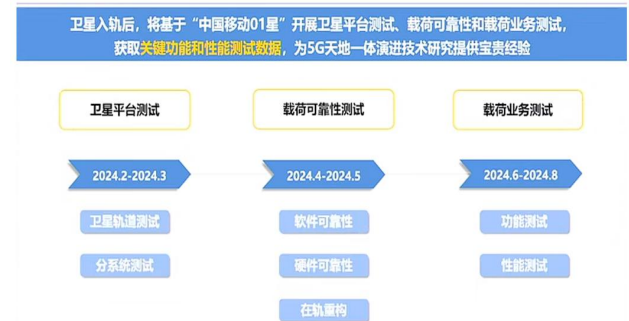 卫星入轨后，将基于“中国移动01星”开展卫星平台测试、载荷可靠性和载荷业务测试，
获取关键功能和性能测试数据，为5G天地一体演进技术研究提供宝贵经验
卫星平台测试
载荷可靠性测试
载荷业务测试
2024.2-2024.3
2024.4-2024.5
2024.6-2024.8
卫星轨道测试
软件可靠性
功能测试
分系统测试
硬件可靠性
性能测试
在轨重构